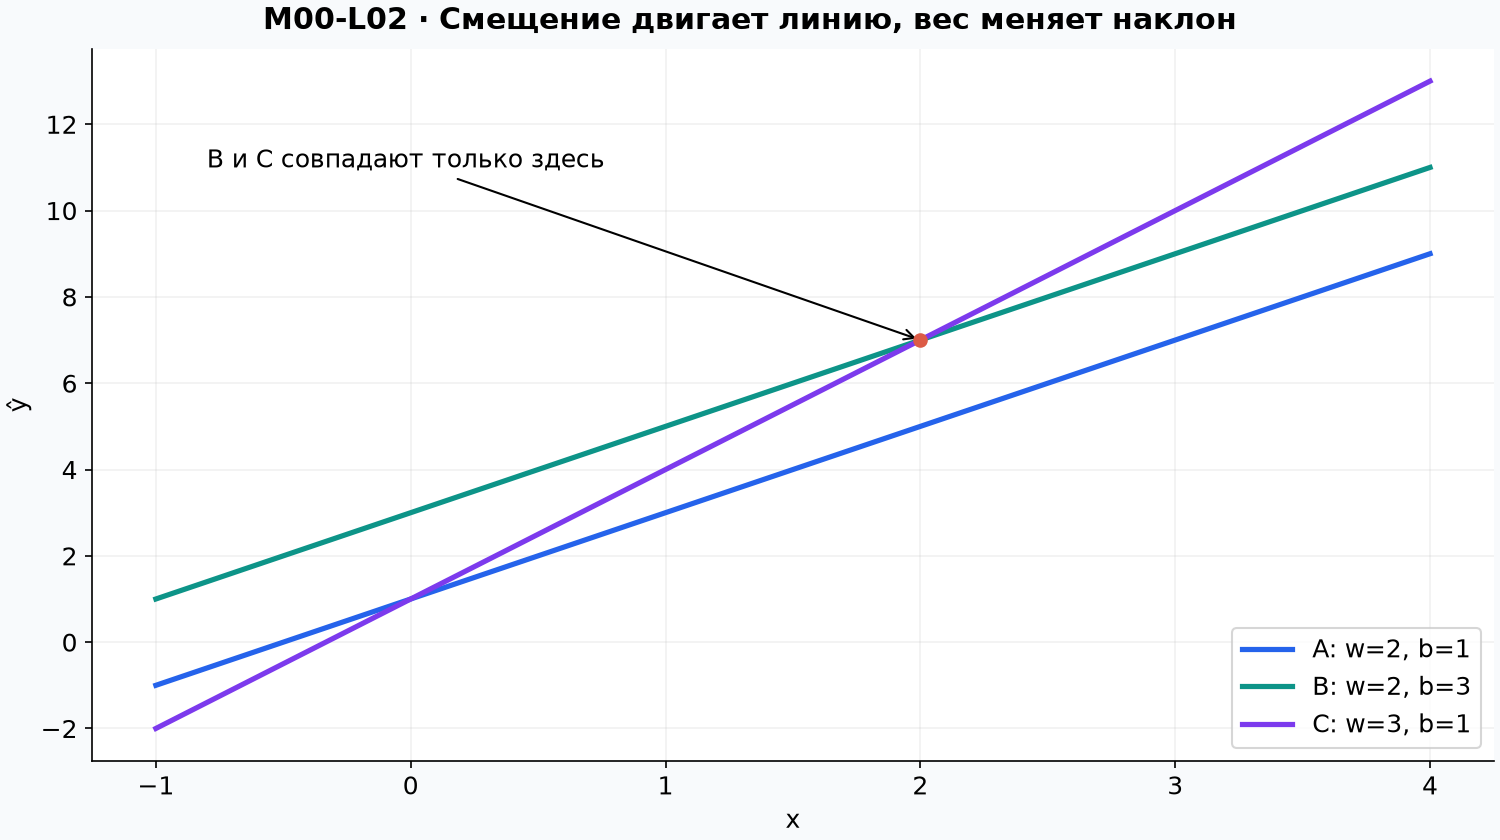 M00-L02 · Смещение двигает линию, вес меняет наклон
B и C совпадают только здесь
12
10
8
6
4
2
0
−2
ŷ
−1
0
1
2
3
4
x
A: w=2, b=1
B: w=2, b=3
C: w=3, b=1